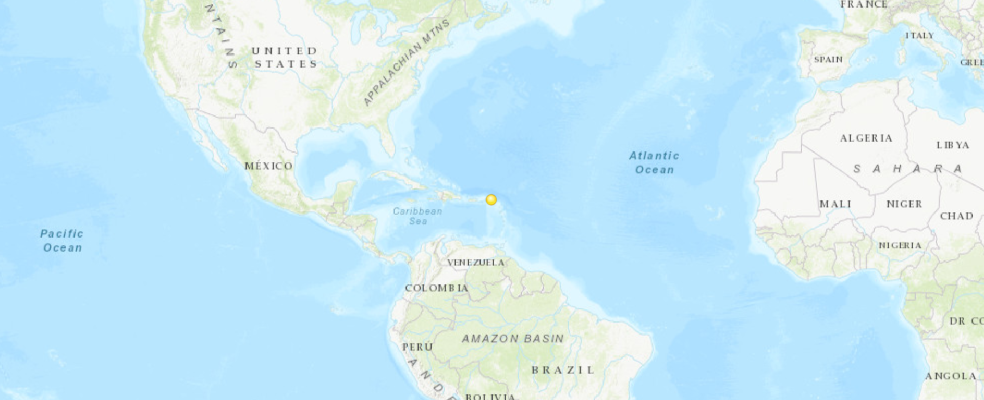 FRANCE
NTAINS
UNITED
STATES
APPALACHIAN MTNS
ITALY
SPAIN
GREE
ALGERIA
LIBYA
MÉXICO
Atlantic
Ocean
SAHARA
MALI
NIGER
CHAD
Caribbean
Sea
Pacific
Ocean
NIGERIA
VENEZUELA
COLOMBIA
DR CO
AMAZON BASIN
PERU
BRAZIL
ANDE
ANGOLA
BOLIVIA